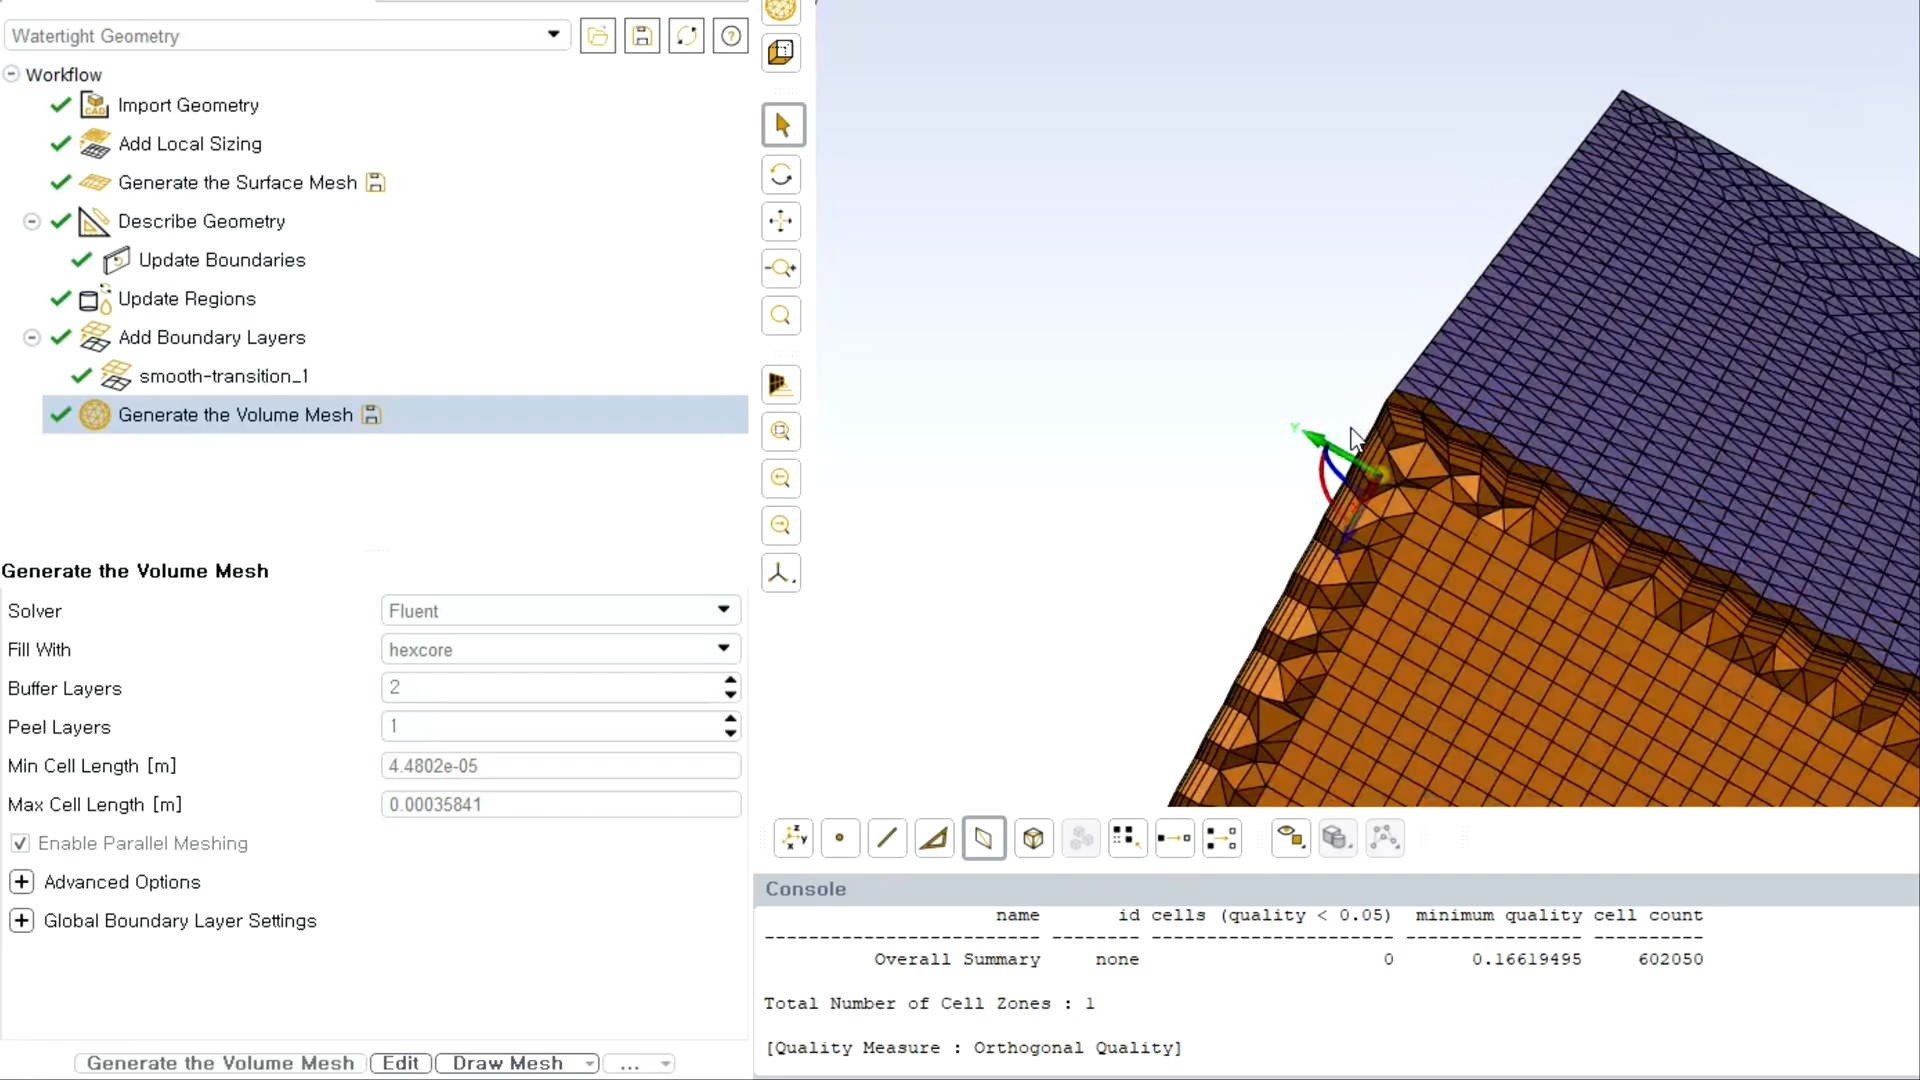 Watertight Geometry
Workflow
Import Geometry
Add Local Sizing
Generate the Surface Mesh
Describe Geometry
Update Boundaries
Update Regions
Add Boundary Layers
smooth-transition_1
Generate the Volume Mesh
Generate the Volume Mesh
Solver Fluent
Fill With hexcore
Buffer Layers 2
Peel Layers 1
Min Cell Length [m] 4.4802e-05
Max Cell Length [m] 0.00035841
Enable Parallel Meshing
Advanced Options
Global Boundary Layer Settings
Generate the Volume Mesh Edit Draw Mesh ...
Y
Console
name id cells (quality < 0.05) minimum quality cell count
------------------------- -------- ---------------------- ---------------- ----------
Overall Summary none 0 0.16619495 602050
Total Number of Cell Zones : 1
[Quality Measure : Orthogonal Quality]